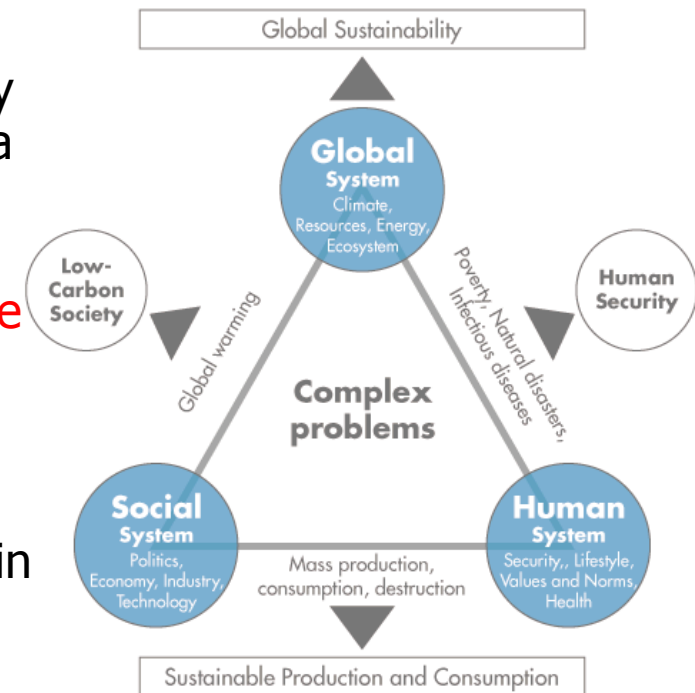 Global Sustainability
y
a
Global
System
Climate,
Resources, Energy,
Ecosystem
Low-
Carbon
Society
e
Global warming
Poverty, Natural disasters,
Infectious diseases
Human
Security
Complex
problems
Social
System
Politics,
Economy, Industry,
Technology
in
Mass production,
consumption, destruction
Human
System
Security,, Lifestyle,
Values and Norms,
Health
Sustainable Production and Consumption